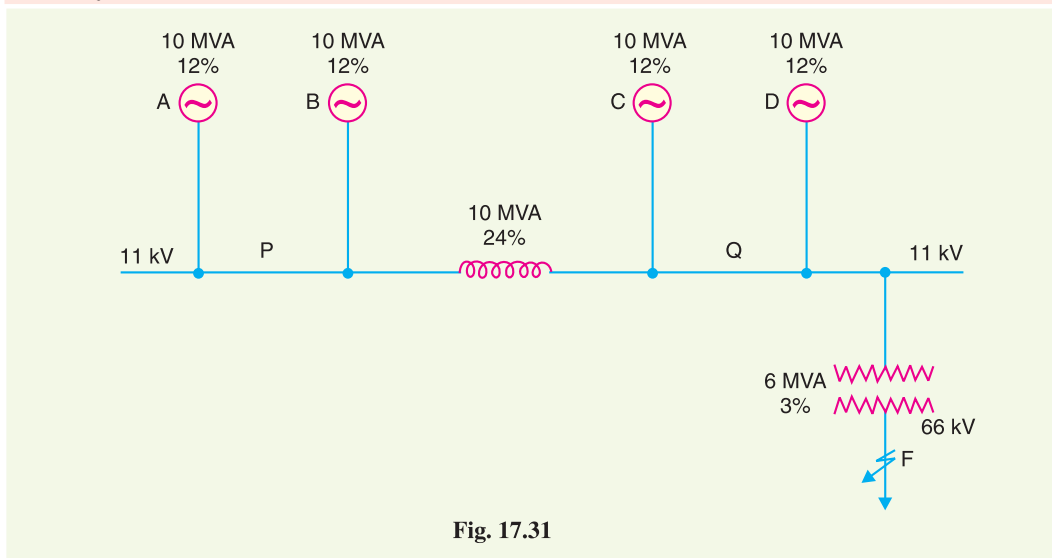 10 MVA 10 MVA 10 MVA 10 MVA
12% 12% 12% 12%
A B C D
10 MVA
24%
11 kV P Q 11 kV
6 MVA
3%
66 kV
F
Fig. 17.31